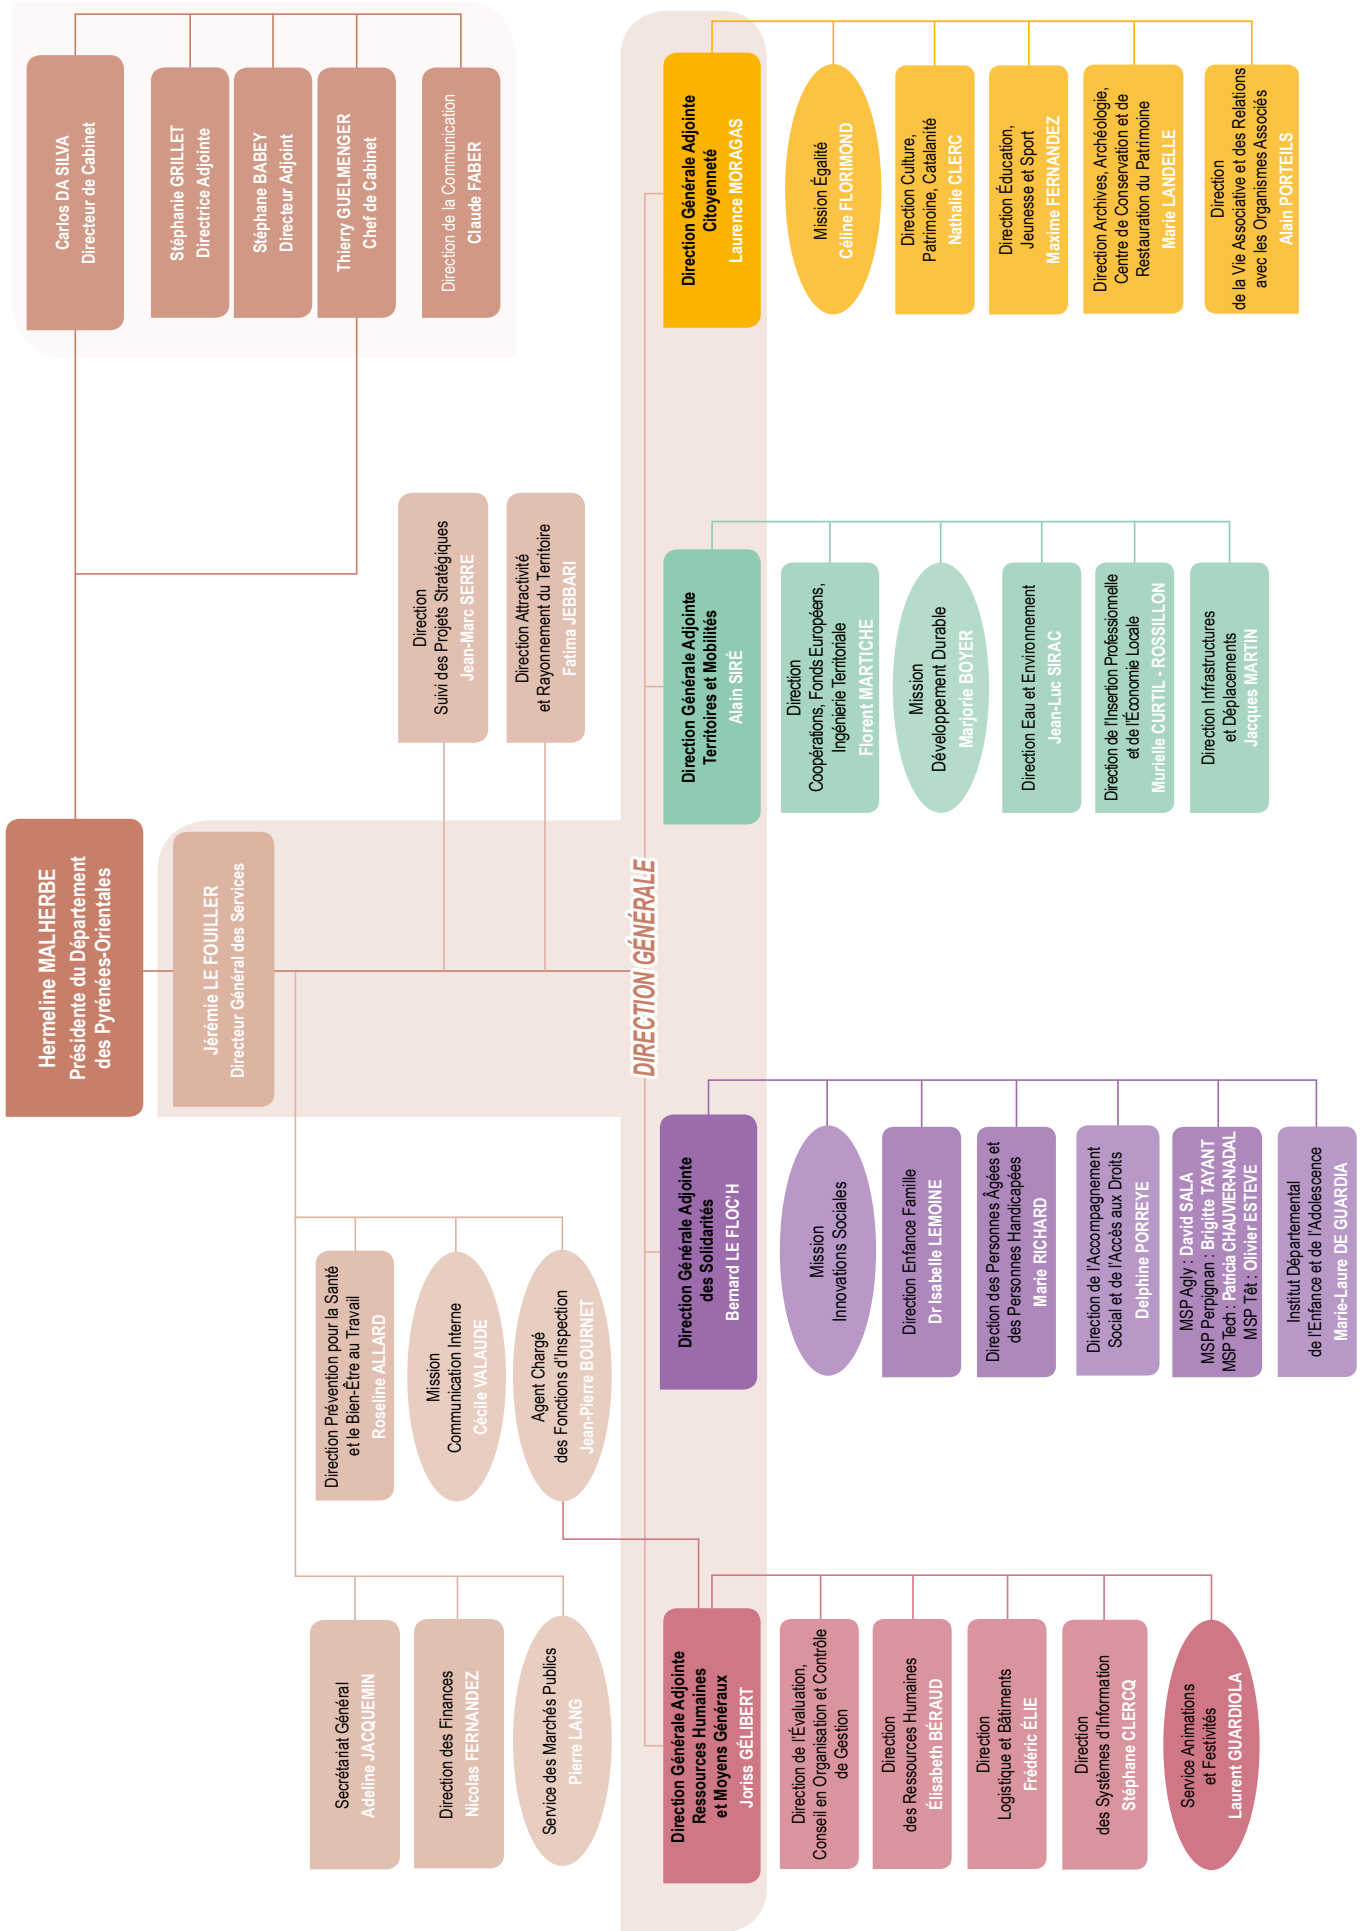 Hermeline MALHERBE
Présidente du Département
des Pyrénées-Orientales
Carlos DA SILVA
Directeur de Cabinet
Stéphanie GRILLET
Directrice Adjointe
Stéphane BABEY
Directeur Adjoint
Thierry GUELMENGER
Chef de Cabinet
Direction de la Communication
Claude FABER
Jérémie LE FOUILLER
Directeur Général des Services
Secrétariat Général
Adeline JACQUEMIN
Direction des Finances
Nicolas FERNANDEZ
Service des Marchés Publics
Pierre LANG
Direction Prévention pour la Santé
et le Bien-Être au Travail
Roseline ALLARD
Mission
Communication Interne
Cécile VALAUDE
Agent Chargé
des Fonctions d'Inspection
Jean-Pierre BOURNET
Direction
Suivi des Projets Stratégiques
Jean-Marc SERRE
Direction Attractivité
et Rayonnement du Territoire
Fatima JEBBARI
DIRECTION GÉNÉRALE
Direction Générale Adjointe
Ressources Humaines
et Moyens Généraux
Joriss GÉLIBERT
Direction de l'Évaluation,
Conseil en Organisation et Contrôle
de Gestion
Direction
des Ressources Humaines
Élisabeth BÉRAUD
Direction
Logistique et Bâtiments
Frédéric ÉLIE
Direction
des Systèmes d'Information
Stéphane CLERCQ
Service Animations
et Festivités
Laurent GUARDIOLA
Direction Générale Adjointe
des Solidarités
Bernard LE FLOC'H
Mission
Innovations Sociales
Direction Enfance Famille
Dr Isabelle LEMOINE
Direction des Personnes Âgées et
des Personnes Handicapées
Marie RICHARD
Direction de l'Accompagnement
Social et de l'Accès aux Droits
Delphine PORREYE
MSP Agly : David SALA
MSP Perpignan : Brigitte TAYANT
MSP Tech : Patricia CHAUVIER-NADAL
MSP Têt : Olivier ESTEVE
Institut Départemental
de l'Enfance et de l'Adolescence
Marie-Laure DE GUARDIA
Direction Générale Adjointe
Territoires et Mobilités
Alain SIRÉ
Direction
Coopérations, Fonds Européens,
Ingénierie Territoriale
Florent MARTICHE
Mission
Développement Durable
Marjorie BOYER
Direction Eau et Environnement
Jean-Luc SIRAC
Direction de l'Insertion Professionnelle
et de l'Économie Locale
Murielle CURTIL - ROSSILLON
Direction Infrastructures
et Déplacements
Jacques MARTIN
Direction Générale Adjointe
Citoyenneté
Laurence MORAGAS
Mission Égalité
Céline FLORIMOND
Direction Culture,
Patrimoine, Catalanité
Nathalie CLERC
Direction Éducation,
Jeunesse et Sport
Maxime FERNANDEZ
Direction Archives, Archéologie,
Centre de Conservation et de
Restauration du Patrimoine
Marie LANDELLE
Direction
de la Vie Associative et des Relations
avec les Organismes Associés
Alain PORTEILS